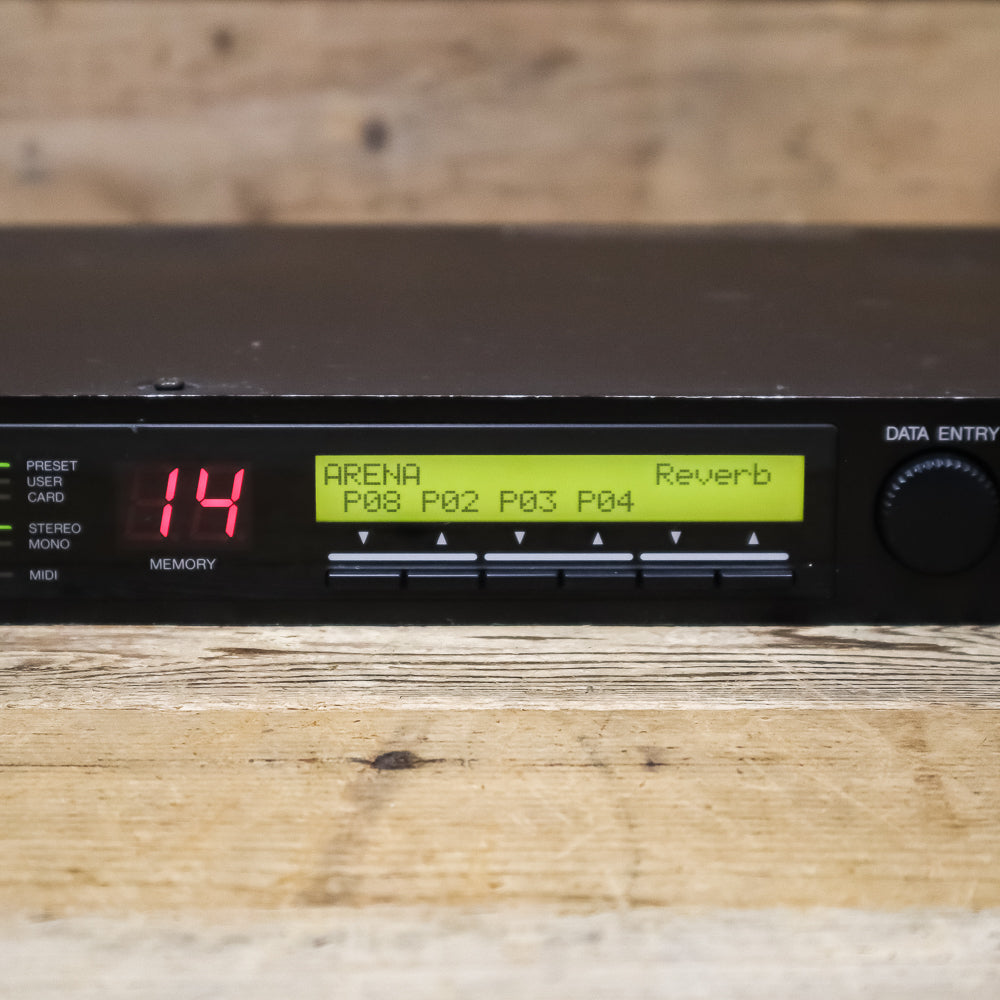 PRESET
USER
CARD
STEREO
MONO
MIDI
14
MEMORY
ARENA Reverb
P08 P02 P03 P04
DATA ENTRY